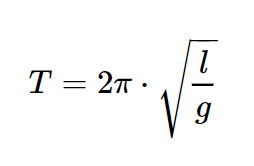 T = 2π · √(l/g)